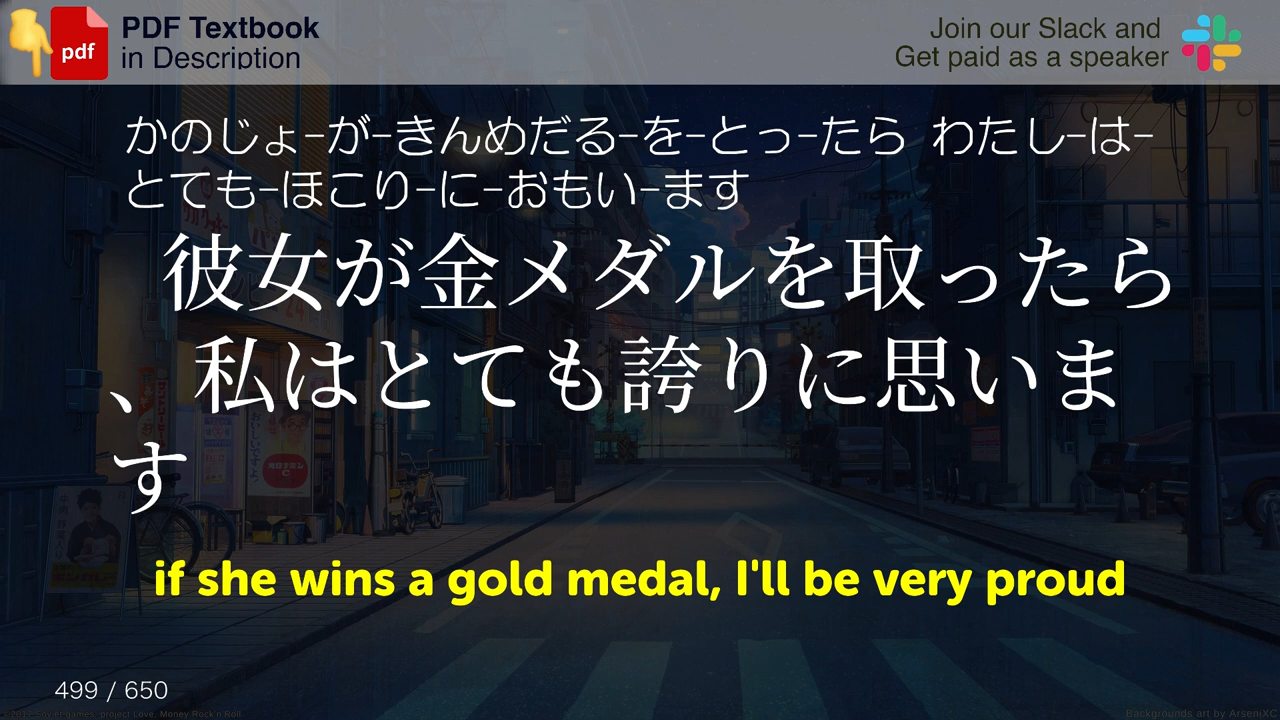 PDF Textbook
in Description
pdf
Join our Slack and
Get paid as a speaker
かのじょ-が-きんめだる-を-とっ-たら わたし-は-
とても-ほこり-に-おもい-ます
彼女が金メダルを取ったら
、私はとても誇りに思いま
す
if she wins a gold medal, I'll be very proud
499 / 650
Backgrounds art by ArseniXC